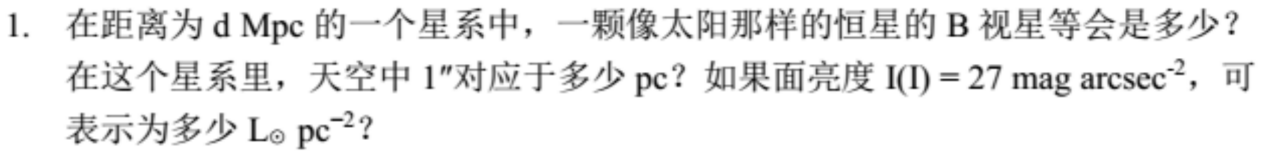 1. 在距离为 d Mpc 的一个星系中，一颗像太阳那样的恒星的 B 视星等会是多少？
在这个星系里，天空中 1″对应于多少 pc？如果面亮度 I(I) = 27 mag arcsec⁻²，可
表示为多少 L⊙ pc⁻²？